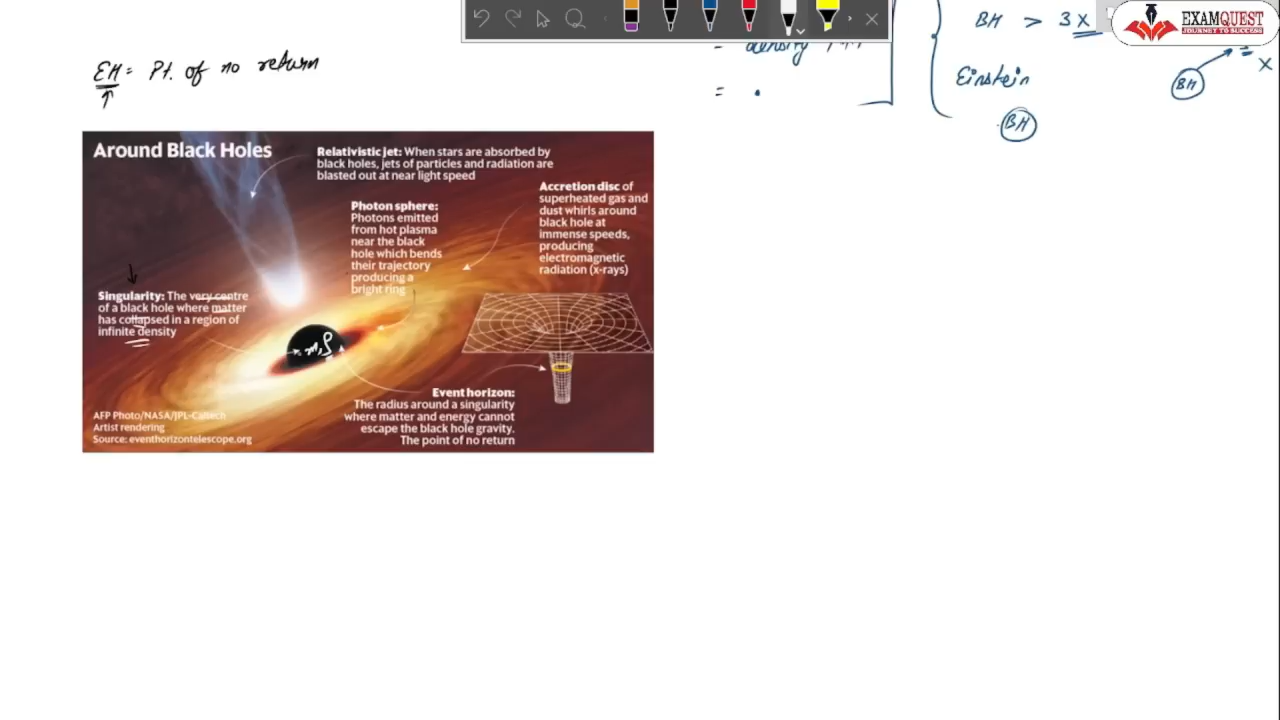 BH > 3x
EXAMQUEST
JOURNEY TO SUCCESS
= density
EH = Pt. of no return
Einstein
BH
x
= .
BH
Around Black Holes
Relativistic jet: When stars are absorbed by
black holes, jets of particles and radiation are
blasted out at near light speed
Accretion disc of
superheated gas and
dust whirls around
black hole at
immense speeds,
producing
electromagnetic
radiation (x-rays)
Photon sphere:
Photons emitted
from hot plasma
near the black
hole which bends
their trajectory
producing a
bright ring
Singularity: The very centre
of a black hole where matter
has collapsed in a region of
infinite density
m, ρ
Event horizon:
The radius around a singularity
where matter and energy cannot
escape the black hole gravity.
The point of no return
AFP Photo/NASA/JPL-Caltech
Artist rendering
Source: eventhorizontelescope.org